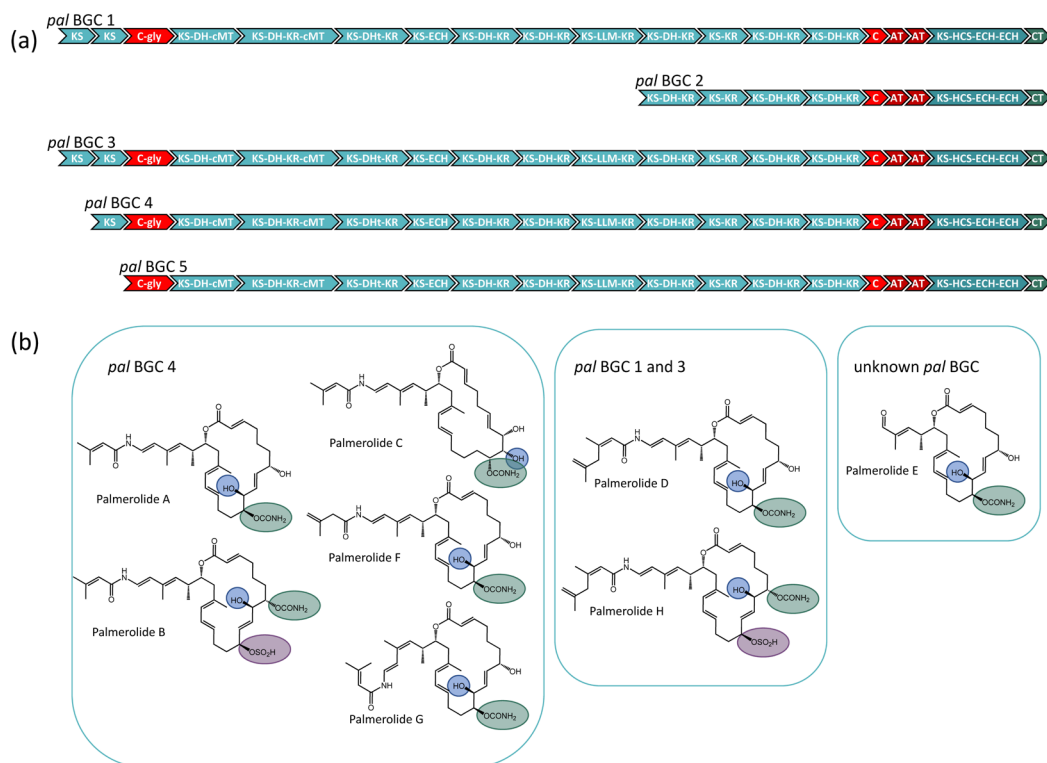 (a)
pal BGC 1
KS KS C-gly KS-DH-cMT KS-DH-KR-cMT KS-DHt-KR KS-ECH KS-DH-KR KS-DH-KR KS-LLM-KR KS-DH-KR KS-KR KS-DH-KR KS-DH-KR C AT AT KS-HCS-ECH-ECH CT
pal BGC 2
KS-DH-KR KS-KR KS-DH-KR KS-DH-KR C AT AT KS-HCS-ECH-ECH CT
pal BGC 3
KS KS C-gly KS-DH-cMT KS-DH-KR-cMT KS-DHt-KR KS-ECH KS-DH-KR KS-DH-KR KS-LLM-KR KS-DH-KR KS-KR KS-DH-KR KS-DH-KR C AT AT KS-HCS-ECH-ECH CT
pal BGC 4
KS C-gly KS-DH-cMT KS-DH-KR-cMT KS-DHt-KR KS-ECH KS-DH-KR KS-DH-KR KS-LLM-KR KS-DH-KR KS-KR KS-DH-KR KS-DH-KR C AT AT KS-HCS-ECH-ECH CT
pal BGC 5
C-gly KS-DH-cMT KS-DH-KR-cMT KS-DHt-KR KS-ECH KS-DH-KR KS-DH-KR KS-LLM-KR KS-DH-KR KS-KR KS-DH-KR KS-DH-KR C AT AT KS-HCS-ECH-ECH CT
(b)
pal BGC 4
O
H
N
O
O
OH
HO
OCONH₂
Palmerolide A
O
H
N
O
O
HO
OCONH₂
OSO₂H
Palmerolide B
O
H
N
O
O
OH
OH
OCONH₂
Palmerolide C
O
H
N
O
O
OH
HO
OCONH₂
Palmerolide F
O
O
OH
HO
NH
O
OCONH₂
Palmerolide G
pal BGC 1 and 3
O
H
N
O
O
OH
HO
OCONH₂
Palmerolide D
O
H
N
O
O
HO
OCONH₂
OSO₂H
Palmerolide H
unknown pal BGC
O
O
O
OH
HO
OCONH₂
Palmerolide E